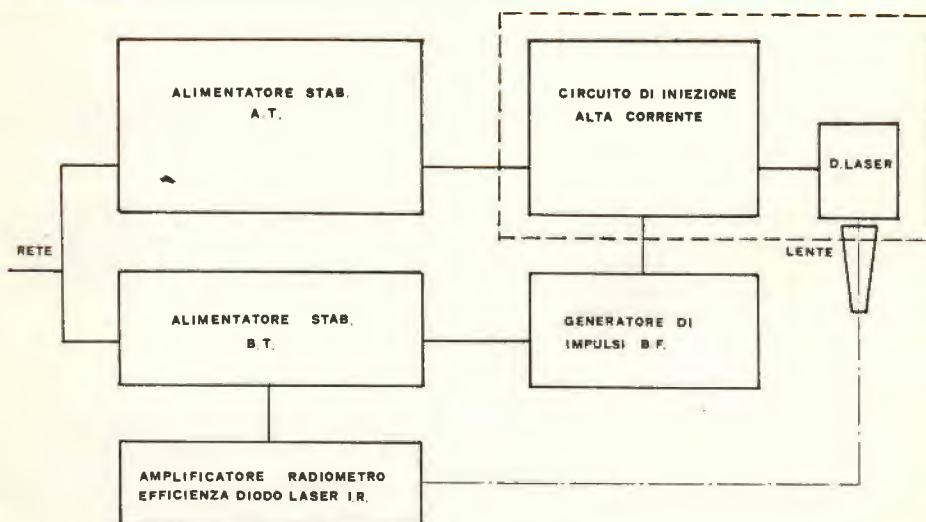 ALIMENTATORE STAB.
A.T.
CIRCUITO DI INIEZIONE
ALTA CORRENTE
D. LASER
RETE
LENTE
ALIMENTATORE STAB.
B.T.
GENERATORE DI
IMPULSI B.F.
AMPLIFICATORE RADIOMETRO
EFFICIENZA DIODO LASER I.R.